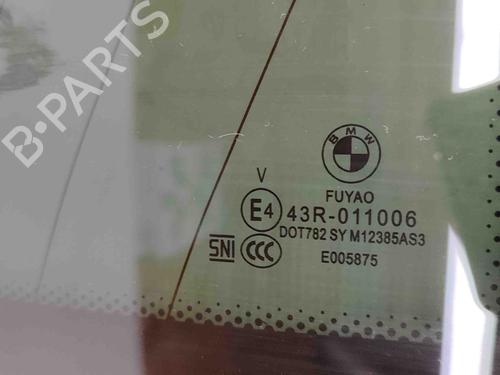 B-PARTS
BMW
FUYAO
V
E4 43R-011006
DOT782 SY M12385AS3
SNI CCC E005875